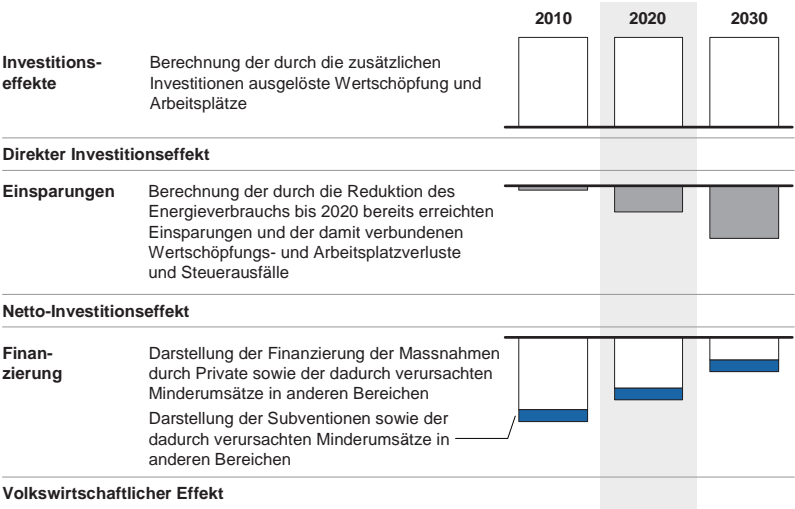 2010 2020 2030
Investitions-
effekte
Berechnung der durch die zusätzlichen
Investitionen ausgelöste Wertschöpfung und
Arbeitsplätze
Direkter Investitionseffekt
Einsparungen
Berechnung der durch die Reduktion des
Energieverbrauchs bis 2020 bereits erreichten
Einsparungen und der damit verbundenen
Wertschöpfungs- und Arbeitsplatzverluste
und Steuerausfälle
Netto-Investitionseffekt
Finan-
zierung
Darstellung der Finanzierung der Massnahmen
durch Private sowie der dadurch verursachten
Minderumsätze in anderen Bereichen
Darstellung der Subventionen sowie der
dadurch verursachten Minderumsätze in
anderen Bereichen
Volkswirtschaftlicher Effekt